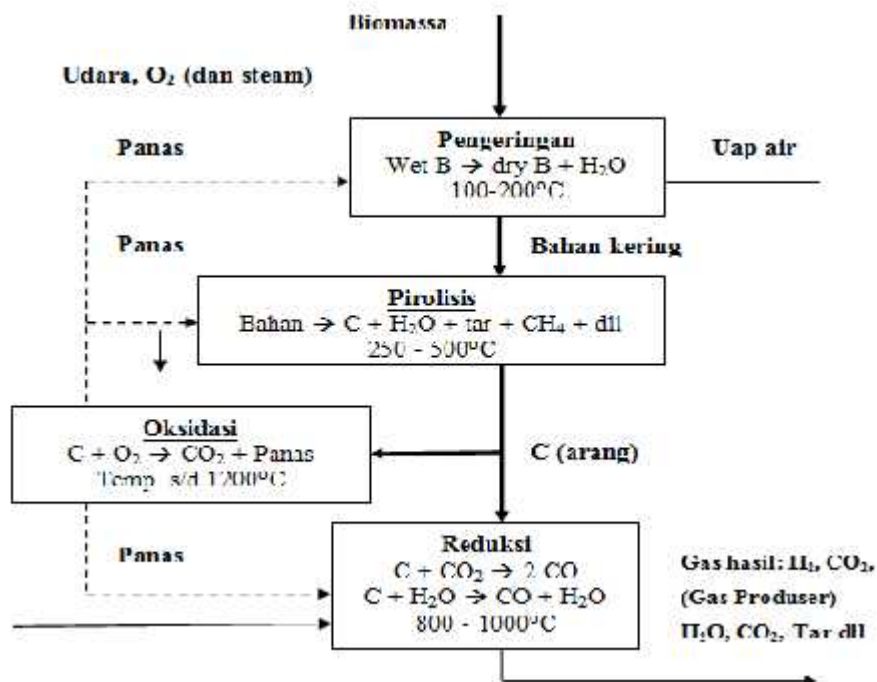 Biomassa
Udara, O₂ (dan steam)
Pengeringan
Wet B → dry B + H₂O
100-200°C
Panas
Uap air
Panas
Bahan kering
Pirolisis
Bahan → C + H₂O + tar + CH₄ + dll
250 - 500°C
Oksidasi
C + O₂ → CO₂ + Panas
Temp s/d 1200°C
C (arang)
Panas
Reduksi
C + CO₂ → 2 CO
C + H₂O → CO + H₂O
800 - 1000°C
Gas hasil: H₂, CO₂,
(Gas Produser)
H₂O, CO₂, Tar dll